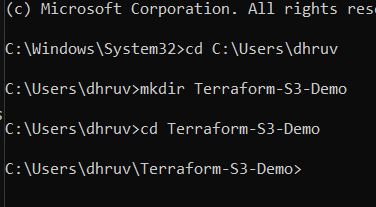 (c) Microsoft Corporation. All rights rese
C:\Windows\System32>cd C:\Users\dhruv
C:\Users\dhruv>mkdir Terraform-S3-Demo
C:\Users\dhruv>cd Terraform-S3-Demo
C:\Users\dhruv\Terraform-S3-Demo>